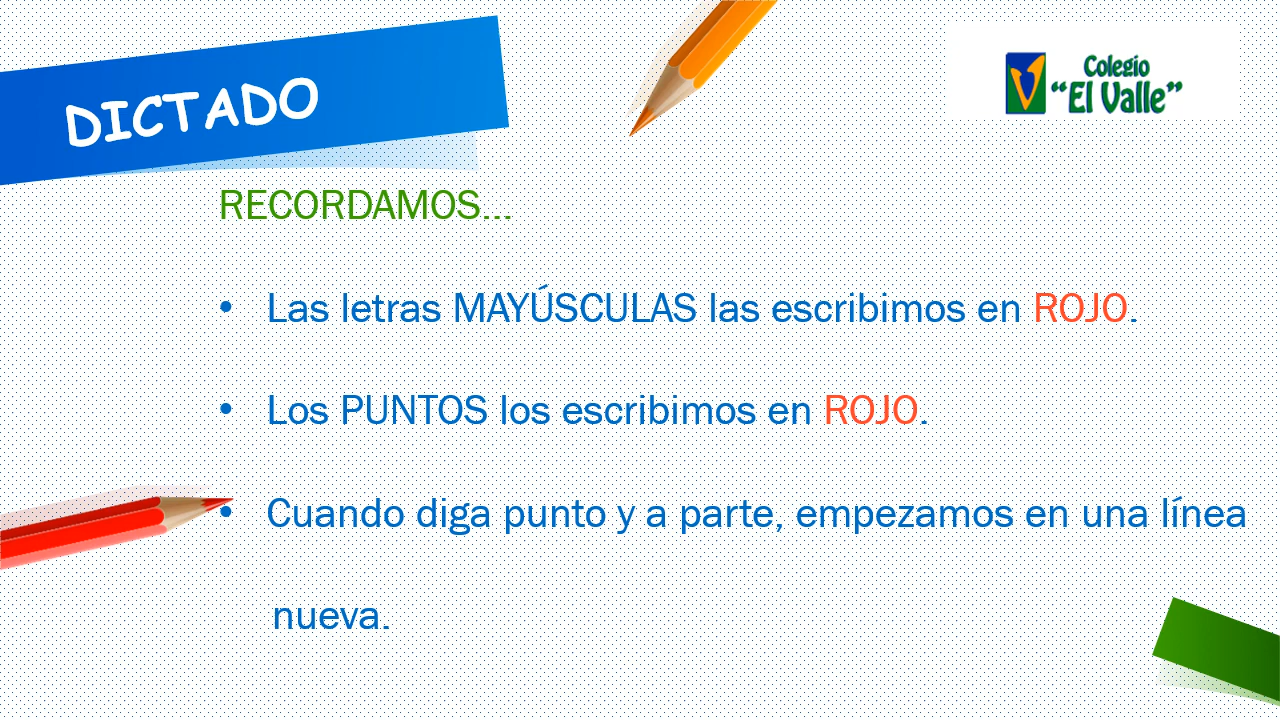 DICTADO
Colegio
“El Valle”
RECORDAMOS...
• Las letras MAYÚSCULAS las escribimos en ROJO.
• Los PUNTOS los escribimos en ROJO.
• Cuando diga punto y a parte, empezamos en una línea
nueva.